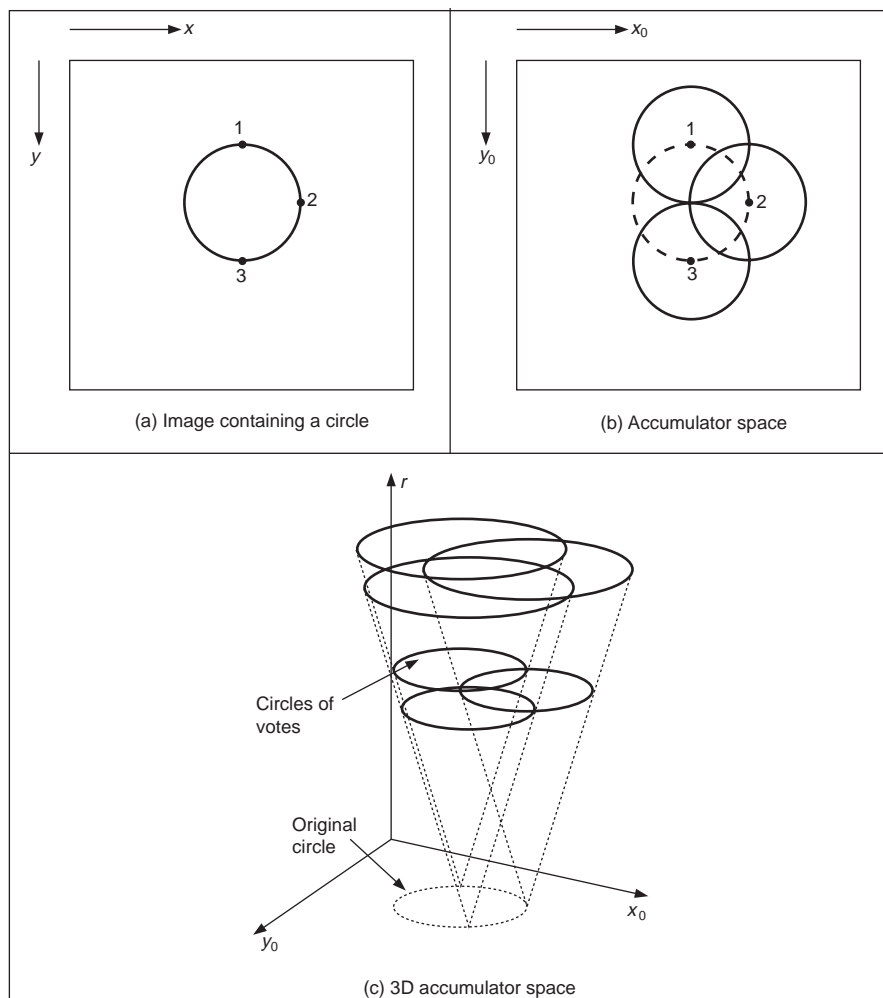 x
y
1
2
3
(a) Image containing a circle
x0
y0
1
2
3
(b) Accumulator space
r
Circles of
votes
Original
circle
y0
x0
(c) 3D accumulator space